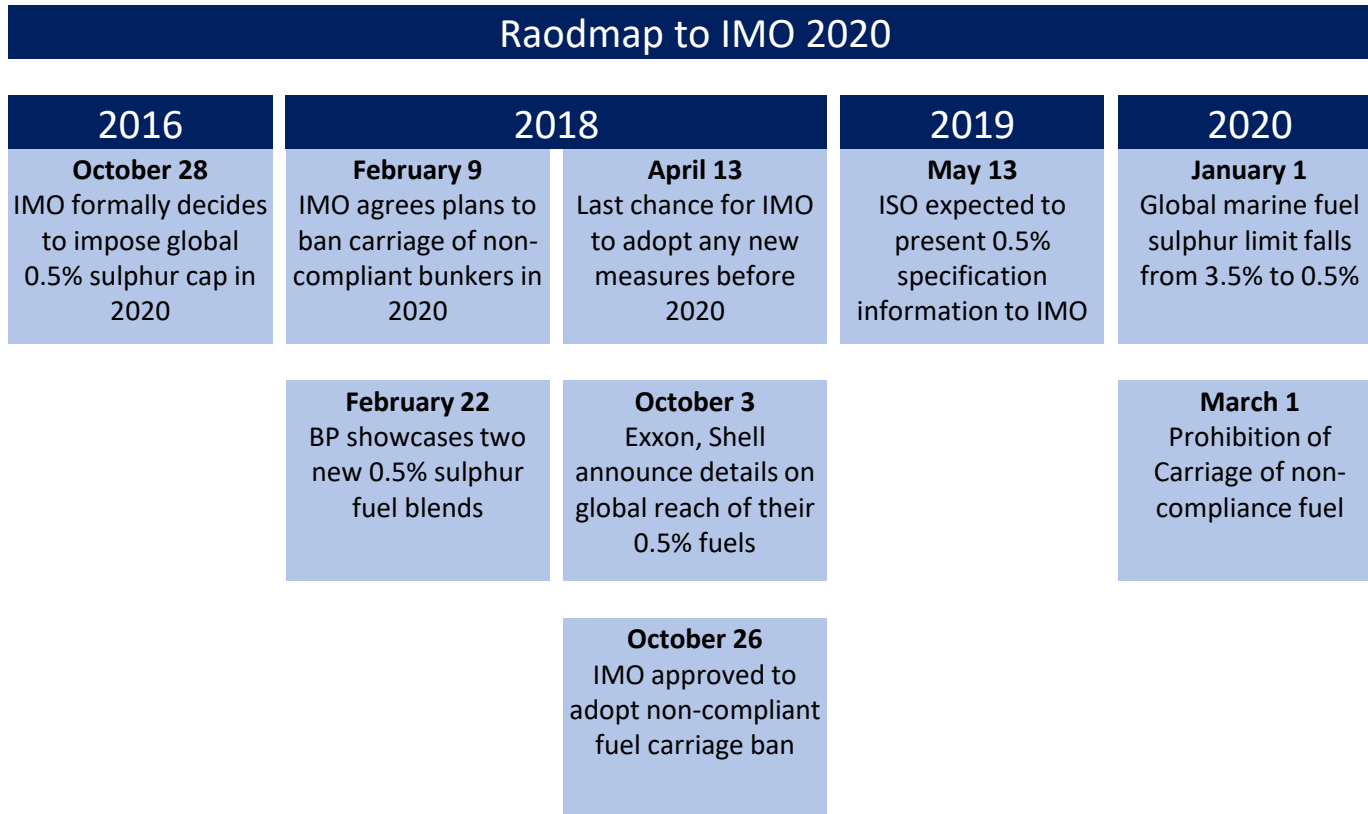 Raodmap to IMO 2020
2016
October 28
IMO formally decides
to impose global
0.5% sulphur cap in
2020
2018
February 9
IMO agrees plans to
ban carriage of non-
compliant bunkers in
2020
April 13
Last chance for IMO
to adopt any new
measures before
2020
February 22
BP showcases two
new 0.5% sulphur
fuel blends
October 3
Exxon, Shell
announce details on
global reach of their
0.5% fuels
October 26
IMO approved to
adopt non-compliant
fuel carriage ban
2019
May 13
ISO expected to
present 0.5%
specification
information to IMO
2020
January 1
Global marine fuel
sulphur limit falls
from 3.5% to 0.5%
March 1
Prohibition of
Carriage of non-
compliance fuel